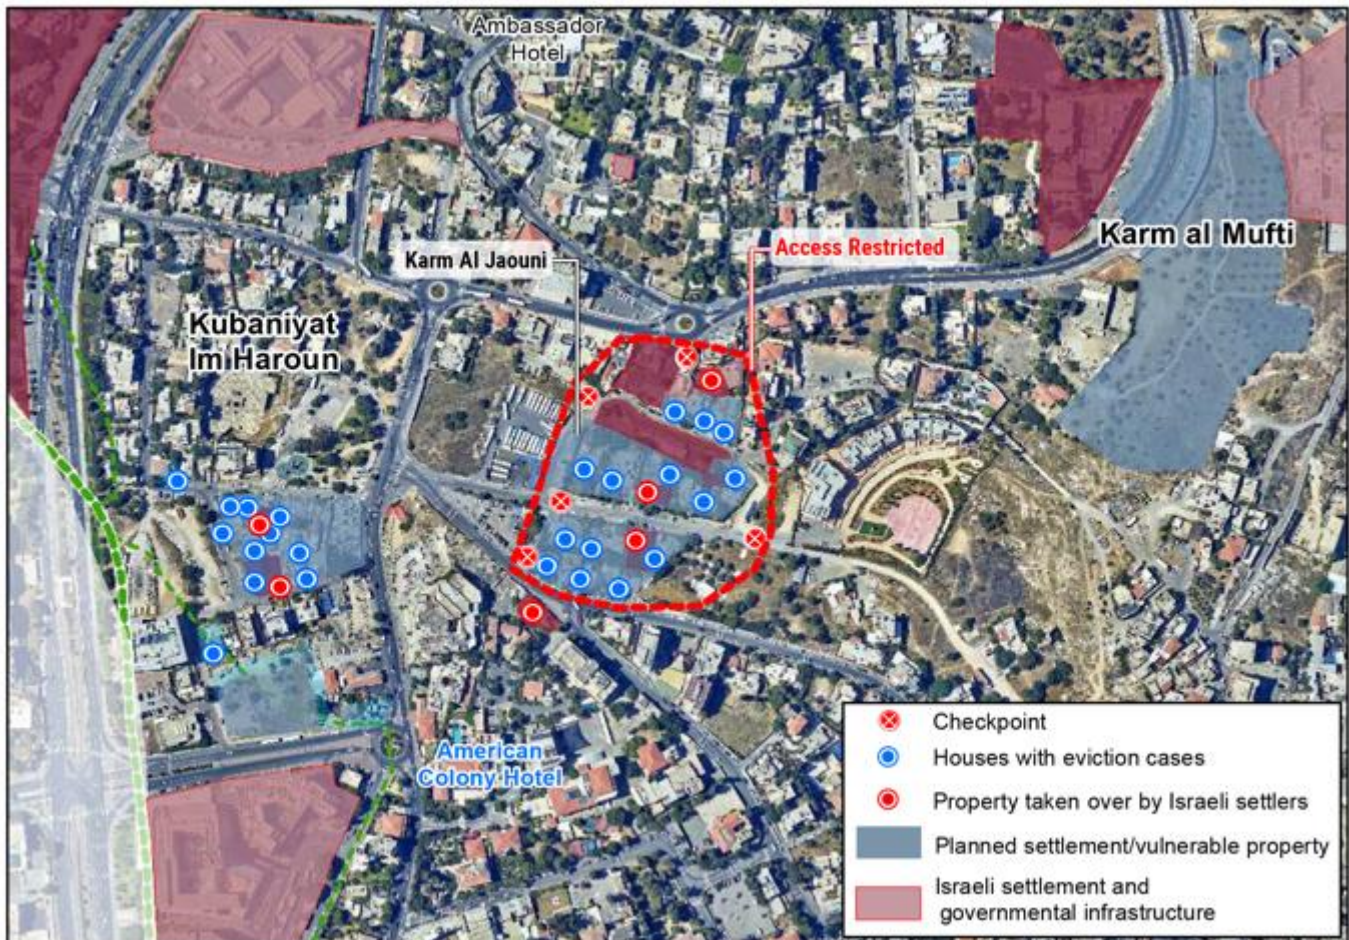 Ambassador
Hotel
Karm al Mufti
Access Restricted
Karm Al Jaouni
Kubaniyat
Im Haroun
American
Colony Hotel
Checkpoint
Houses with eviction cases
Property taken over by Israeli settlers
Planned settlement/vulnerable property
Israeli settlement and
governmental infrastructure